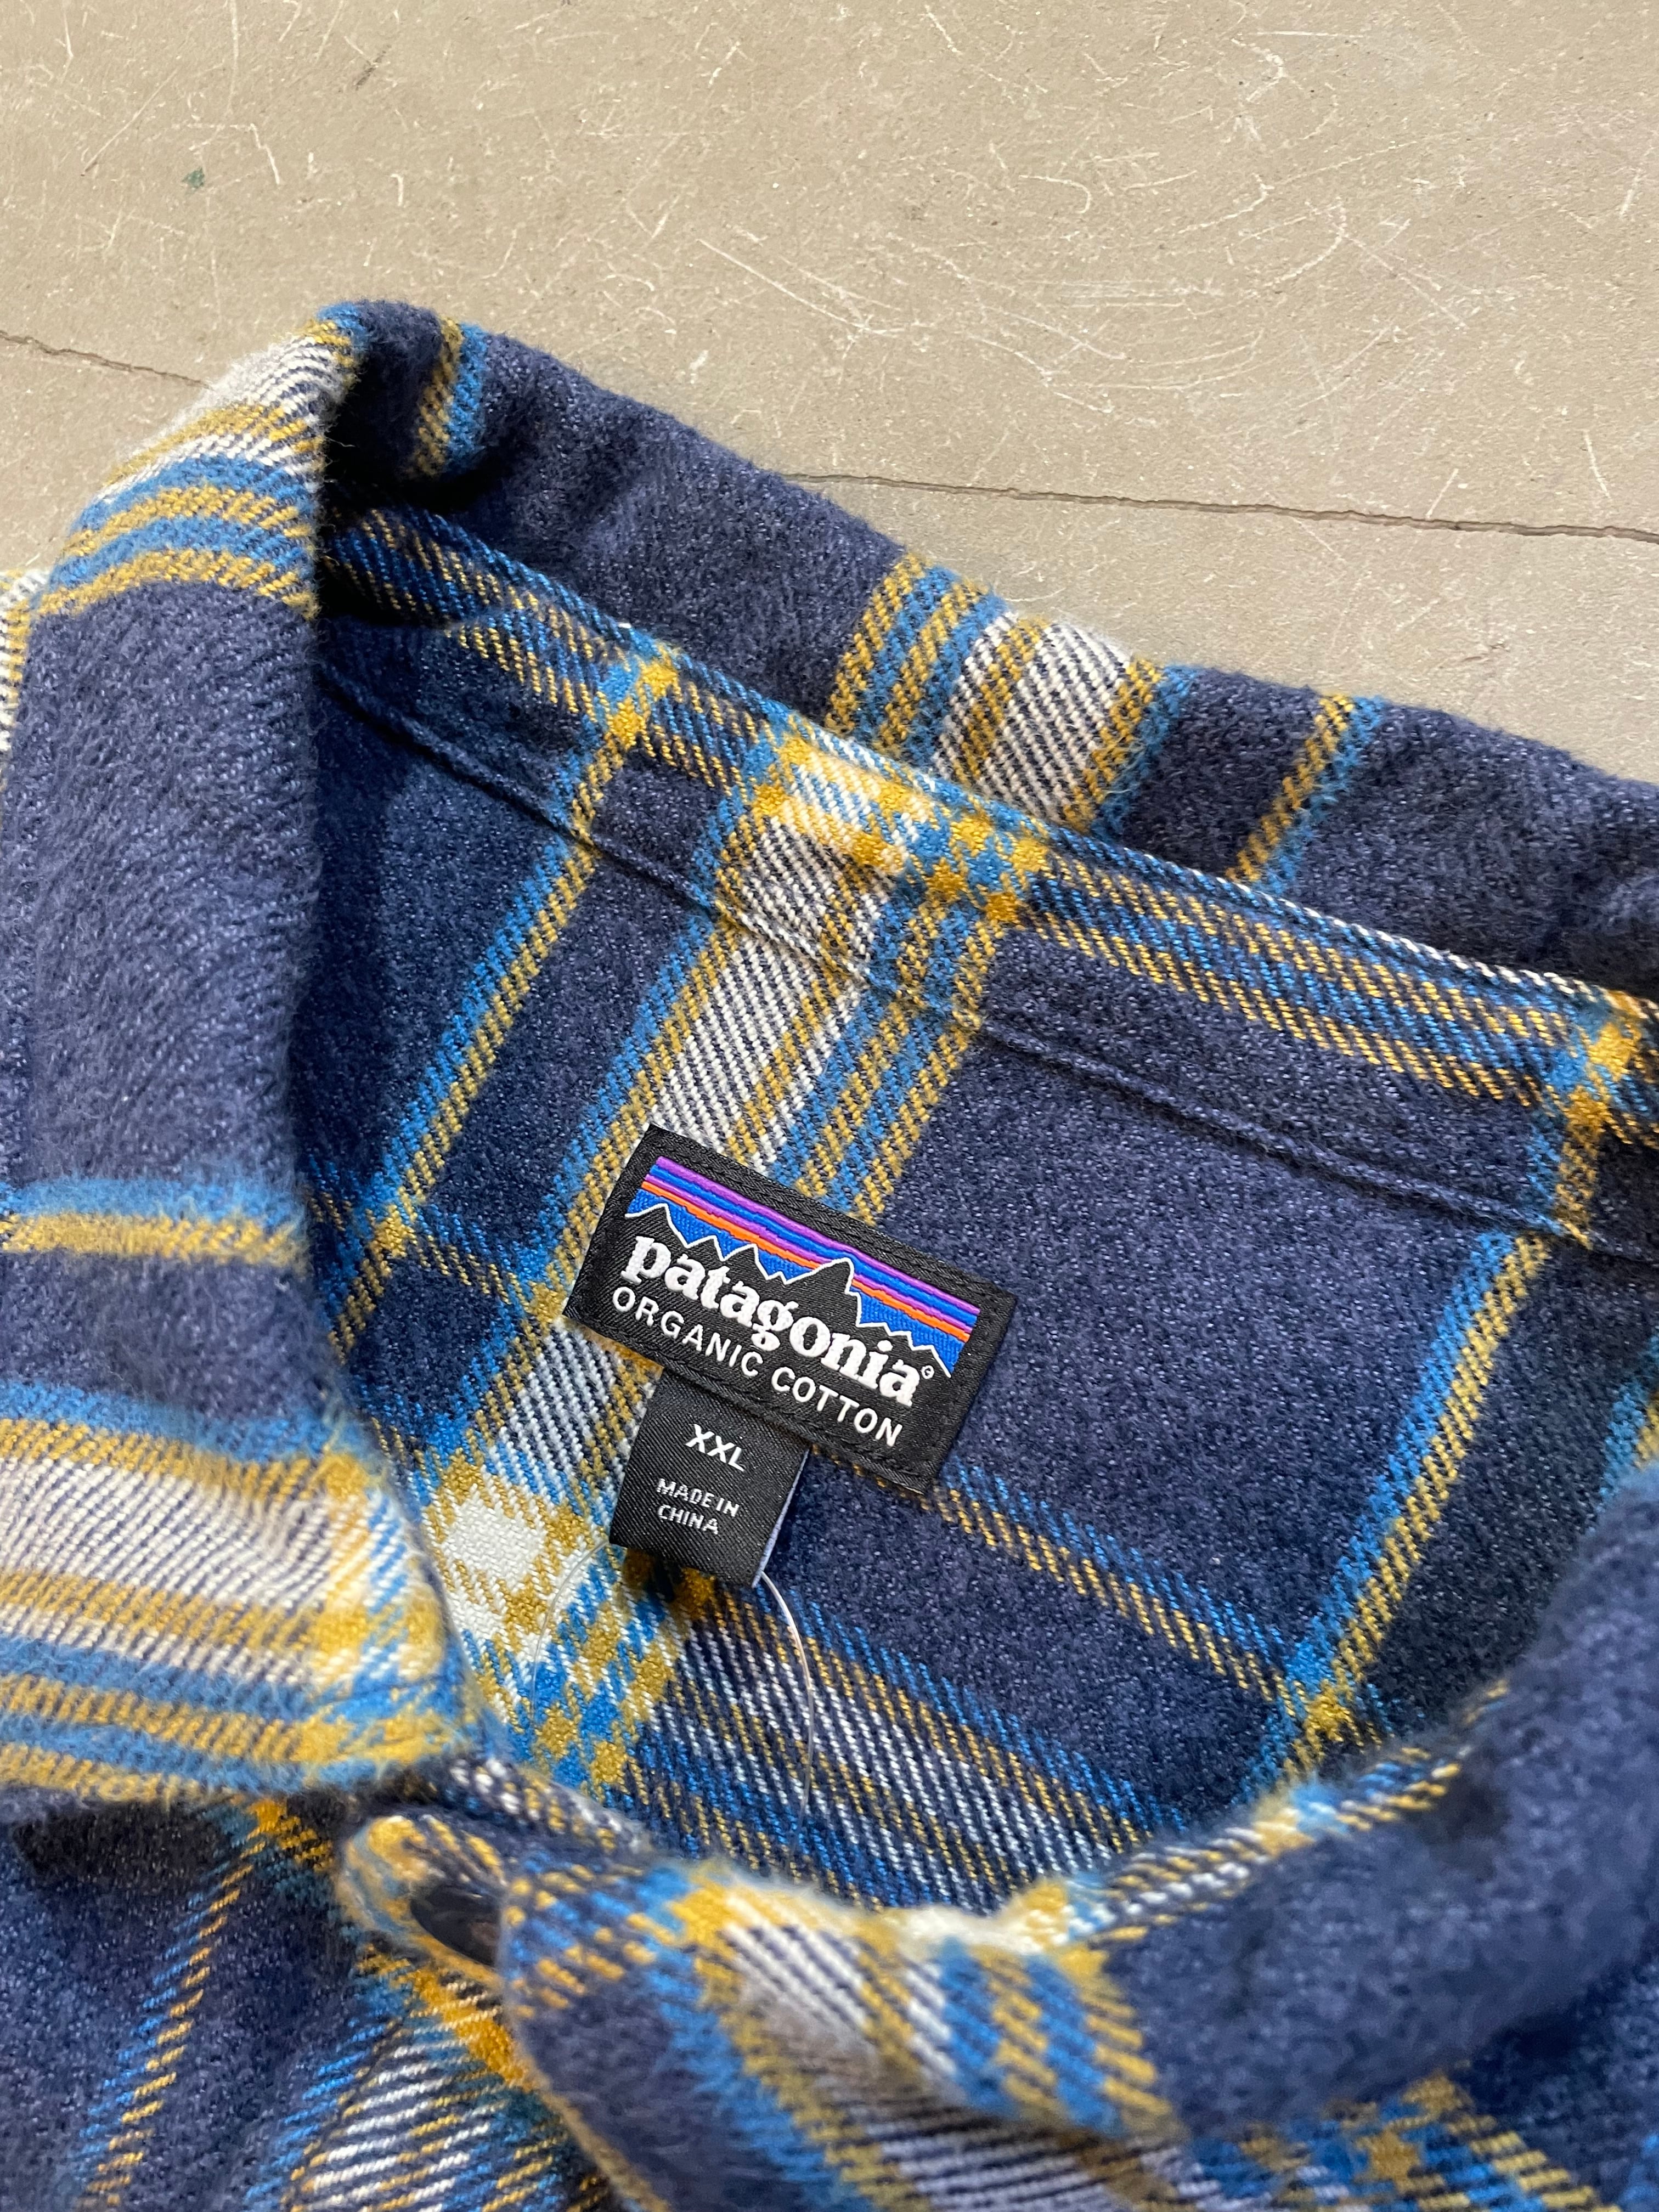 patagonia®
ORGANIC COTTON
XXL
MADE IN
CHINA